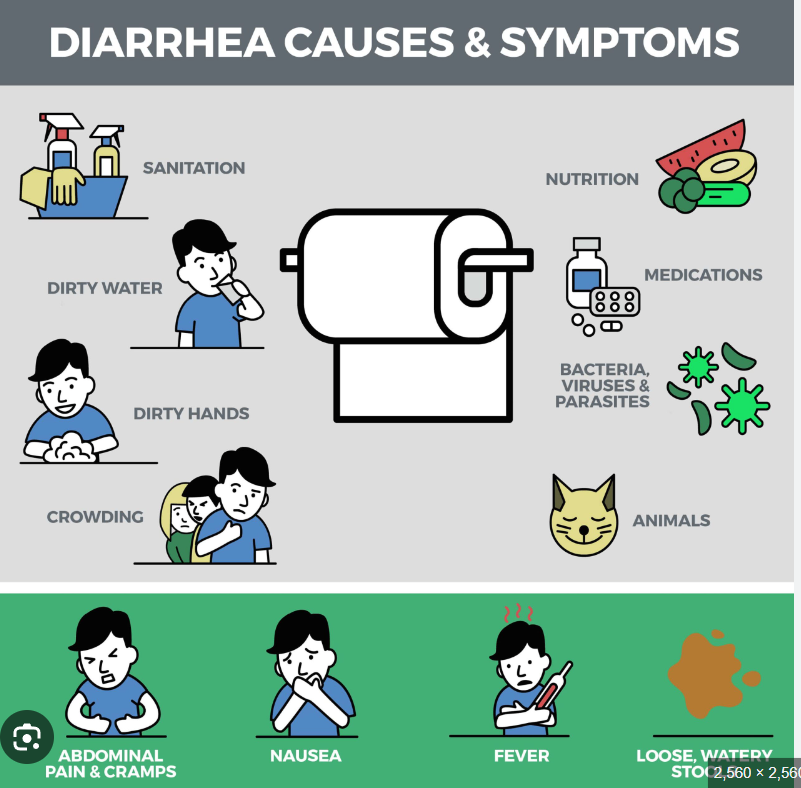 DIARRHEA CAUSES & SYMPTOMS
SANITATION
NUTRITION
DIRTY WATER
MEDICATIONS
BACTERIA,
VIRUSES &
PARASITES
DIRTY HANDS
CROWDING
ANIMALS
ABDOMINAL
PAIN & CRAMPS
NAUSEA
FEVER
LOOSE, WATERY
2,560 × 2,560